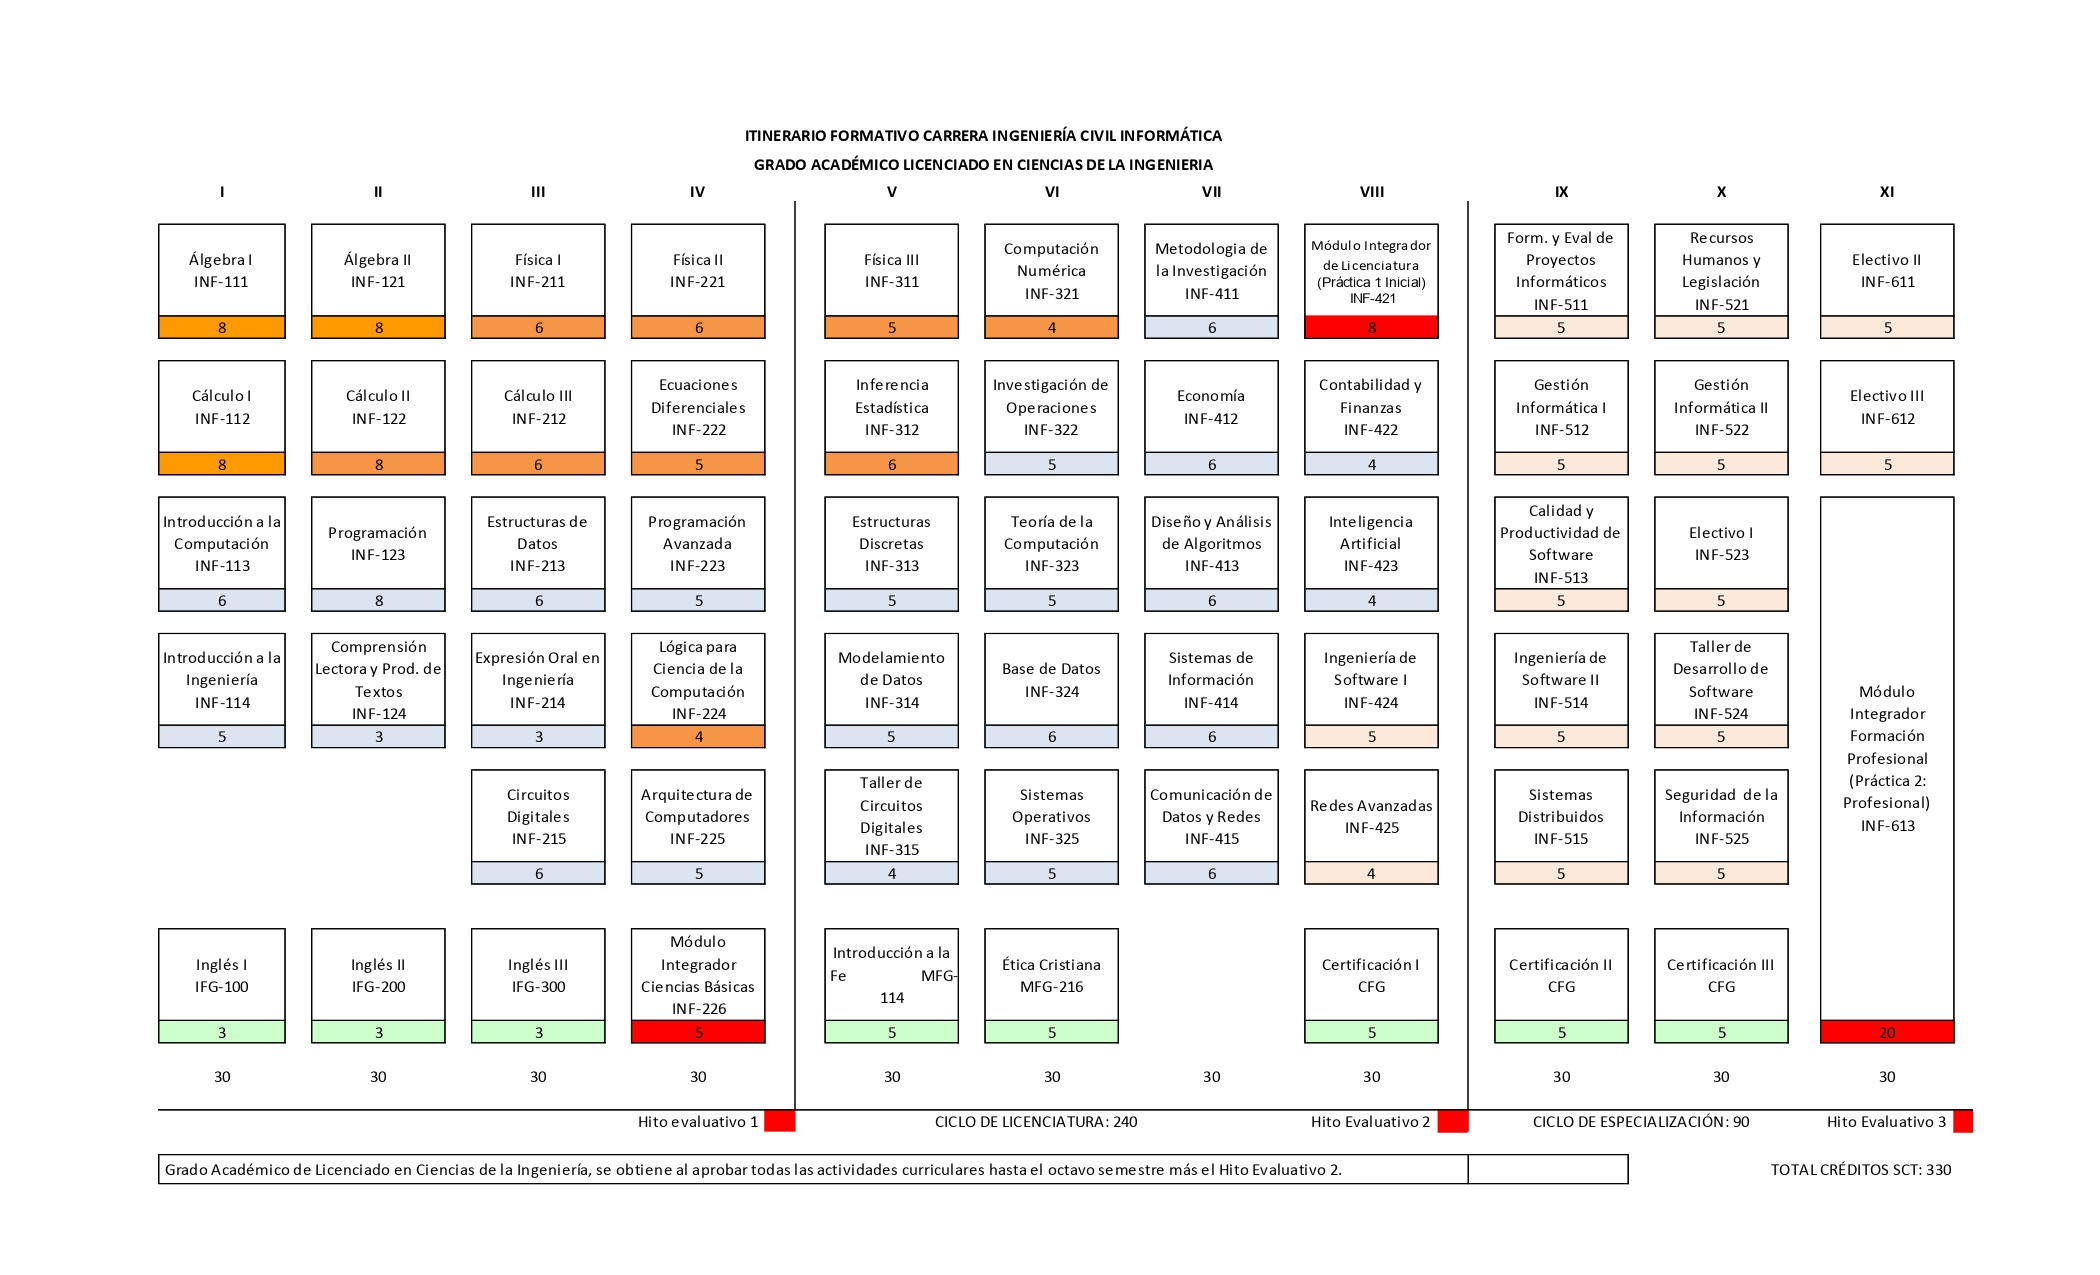 ITINERARIO FORMATIVO CARRERA INGENIERÍA CIVIL INFORMÁTICA
GRADO ACADÉMICO LICENCIADO EN CIENCIAS DE LA INGENIERIA
I
II
III
IV
V
VI
VII
VIII
IX
X
XI
Álgebra I
INF-111
8
Álgebra II
INF-121
8
Física I
INF-211
6
Física II
INF-221
6
Física III
INF-311
5
Computación
Numérica
INF-321
4
Metodologia de
la Investigación
INF-411
6
Módulo Integrador
de Licenciatura
(Práctica 1 Inicial)
INF-421
8
Form. y Eval de
Proyectos
Informáticos
INF-511
5
Recursos
Humanos y
Legislación
INF-521
5
Electivo II
INF-611
5
Cálculo I
INF-112
8
Cálculo II
INF-122
8
Cálculo III
INF-212
6
Ecuaciones
Diferenciales
INF-222
5
Inferencia
Estadística
INF-312
6
Investigación de
Operaciones
INF-322
5
Economía
INF-412
6
Contabilidad y
Finanzas
INF-422
4
Gestión
Informática I
INF-512
5
Gestión
Informática II
INF-522
5
Electivo III
INF-612
5
Introducción a la
Computación
INF-113
6
Programación
INF-123
8
Estructuras de
Datos
INF-213
6
Programación
Avanzada
INF-223
5
Estructuras
Discretas
INF-313
5
Teoría de la
Computación
INF-323
5
Diseño y Análisis
de Algoritmos
INF-413
6
Inteligencia
Artificial
INF-423
4
Calidad y
Productividad de
Software
INF-513
5
Electivo I
INF-523
5
Introducción a la
Ingeniería
INF-114
5
Comprensión
Lectora y Prod. de
Textos
INF-124
3
Expresión Oral en
Ingeniería
INF-214
3
Lógica para
Ciencia de la
Computación
INF-224
4
Modelamiento
de Datos
INF-314
5
Base de Datos
INF-324
6
Sistemas de
Información
INF-414
6
Ingeniería de
Software I
INF-424
5
Ingeniería de
Software II
INF-514
5
Taller de
Desarrollo de
Software
INF-524
5
Módulo
Integrador
Formación
Profesional
(Práctica 2:
Profesional)
INF-613
20
Circuitos
Digitales
INF-215
6
Arquitectura de
Computadores
INF-225
5
Taller de
Circuitos
Digitales
INF-315
4
Sistemas
Operativos
INF-325
5
Comunicación de
Datos y Redes
INF-415
6
Redes Avanzadas
INF-425
4
Sistemas
Distribuidos
INF-515
5
Seguridad de la
Información
INF-525
5
Inglés I
IFG-100
3
Inglés II
IFG-200
3
Inglés III
IFG-300
3
Módulo
Integrador
Ciencias Básicas
INF-226
5
Introducción a la
Fe MFG-
114
5
Ética Cristiana
MFG-216
5
Certificación I
CFG
5
Certificación II
CFG
5
Certificación III
CFG
5
30
30
30
30
30
30
30
30
30
30
30
Hito evaluativo 1
CICLO DE LICENCIATURA: 240
Hito Evaluativo 2
CICLO DE ESPECIALIZACIÓN: 90
Hito Evaluativo 3
Grado Académico de Licenciado en Ciencias de la Ingeniería, se obtiene al aprobar todas las actividades curriculares hasta el octavo semestre más el Hito Evaluativo 2.
TOTAL CRÉDITOS SCT: 330